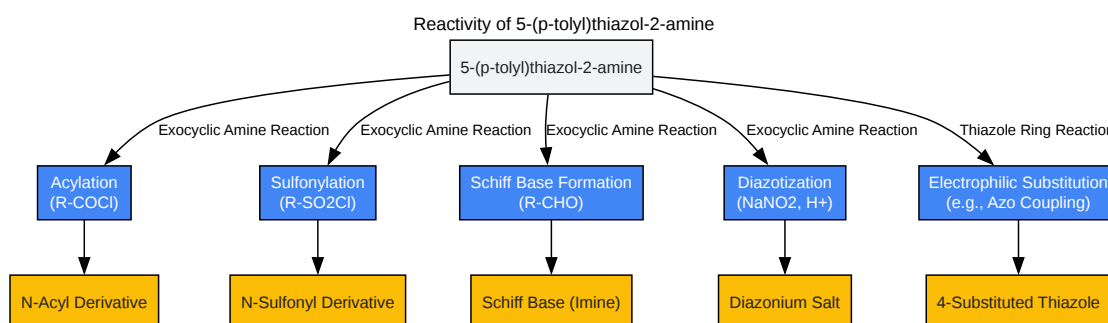 Reactivity of 5-(p-tolyl)thiazol-2-amine
5-(p-tolyl)thiazol-2-amine
Exocyclic Amine Reaction
Exocyclic Amine Reaction
Exocyclic Amine Reaction
Exocyclic Amine Reaction
Thiazole Ring Reaction
Acylation
(R-COCl)
Sulfonylation
(R-SO2Cl)
Schiff Base Formation
(R-CHO)
Diazotization
(NaNO2, H+)
Electrophilic Substitution
(e.g., Azo Coupling)
N-Acyl Derivative
N-Sulfonyl Derivative
Schiff Base (Imine)
Diazonium Salt
4-Substituted Thiazole